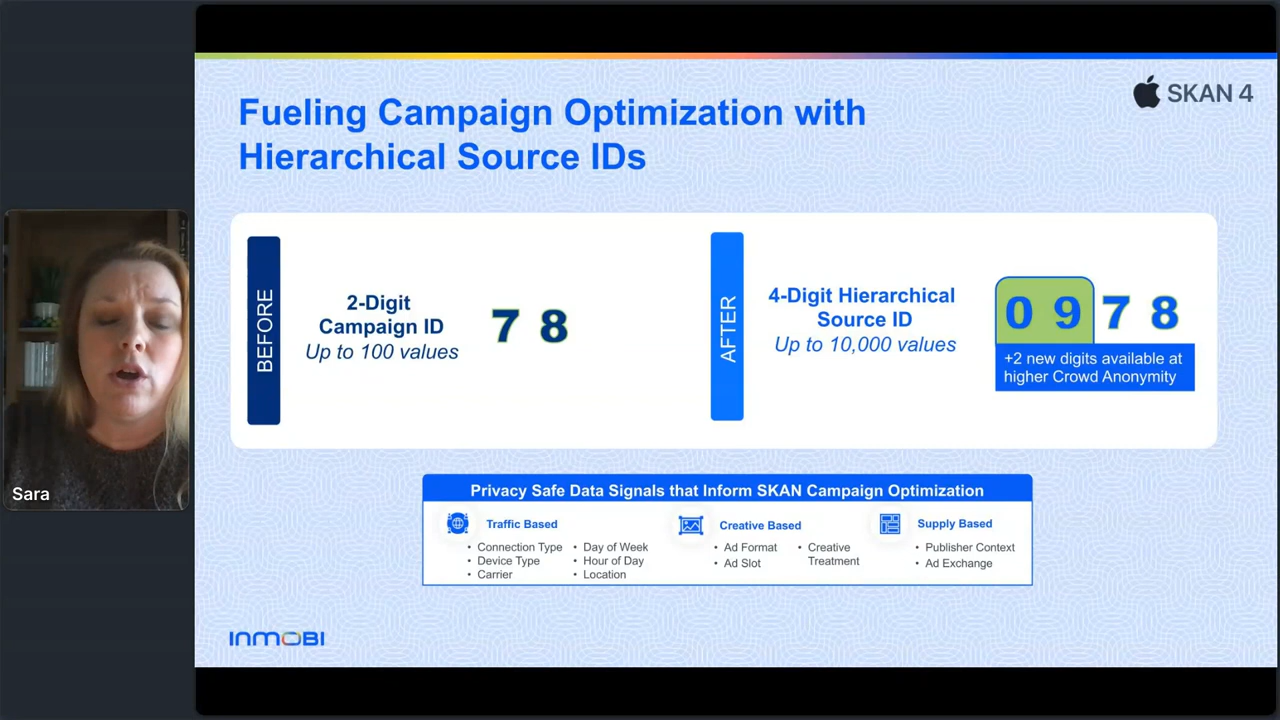 SKAN 4
Fueling Campaign Optimization with
Hierarchical Source IDs
BEFORE
2-Digit
Campaign ID
Up to 100 values
7 8
AFTER
4-Digit Hierarchical
Source ID
Up to 10,000 values
0 9 7 8
+2 new digits available at
higher Crowd Anonymity
Sara
Privacy Safe Data Signals that Inform SKAN Campaign Optimization
Traffic Based
• Connection Type
• Device Type
• Carrier
• Day of Week
• Hour of Day
• Location
Creative Based
• Ad Format
• Ad Slot
• Creative
Treatment
Supply Based
• Publisher Context
• Ad Exchange
INMOBI